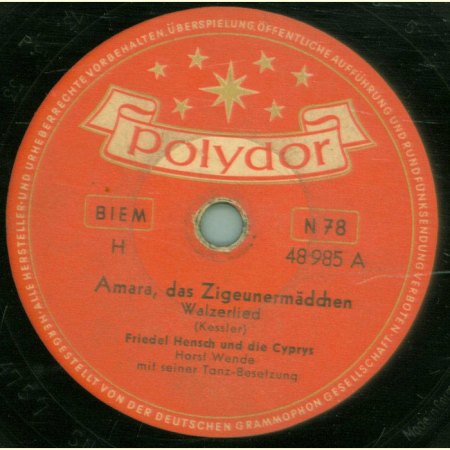 ALLE HERSTELLER- UND URHEBERRECHTE VORBEHALTEN. ÜBERSPIELUNG, ÖFFENTLICHE AUFFÜHRUNG UND RUNDFUNKSENDUNG VERBOTEN.
polydor
BIEM
N 78
H
48 985 A
Amara, das Zigeunermädchen
Walzerlied
(Kessler)
Friedel Hensch und die Cyprys
Horst Wende
mit seiner Tanz-Besetzung
HERGESTELLT VON DER DEUTSCHEN GRAMMOPHON GESELLSCHAFT
Made in